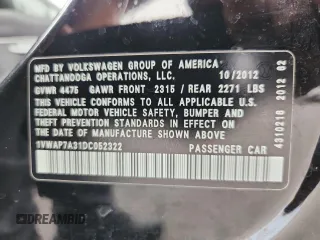 MFD BY VOLKSWAGEN GROUP OF AMERICA
CHATTANOOGA OPERATIONS, LLC. 10/2012
GVWR 4475 GAWR FRONT 2315 / REAR 2271 LBS
THIS VEHICLE CONFORMS TO ALL APPLICABLE U.S.
FEDERAL MOTOR VEHICLE SAFETY, BUMPER AND
THEFT PREVENTION STANDARDS IN EFFECT ON
THE DATE OF MANUFACTURE SHOWN ABOVE.
1VWAP7A31DC052322 PASSENGER CAR
4310210 2012 02